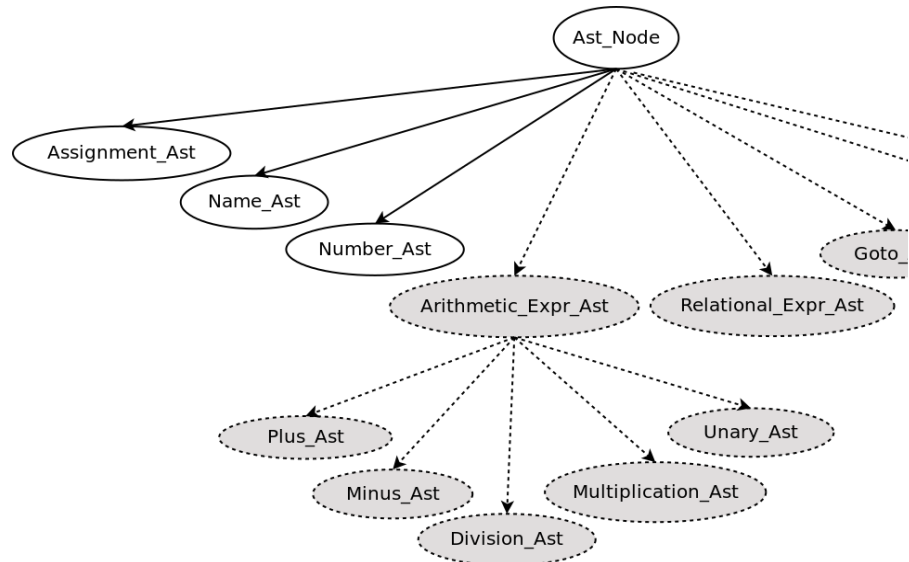 Ast_Node
Assignment_Ast
Name_Ast
Number_Ast
Goto_
Arithmetic_Expr_Ast
Relational_Expr_Ast
Plus_Ast
Unary_Ast
Minus_Ast
Multiplication_Ast
Division_Ast